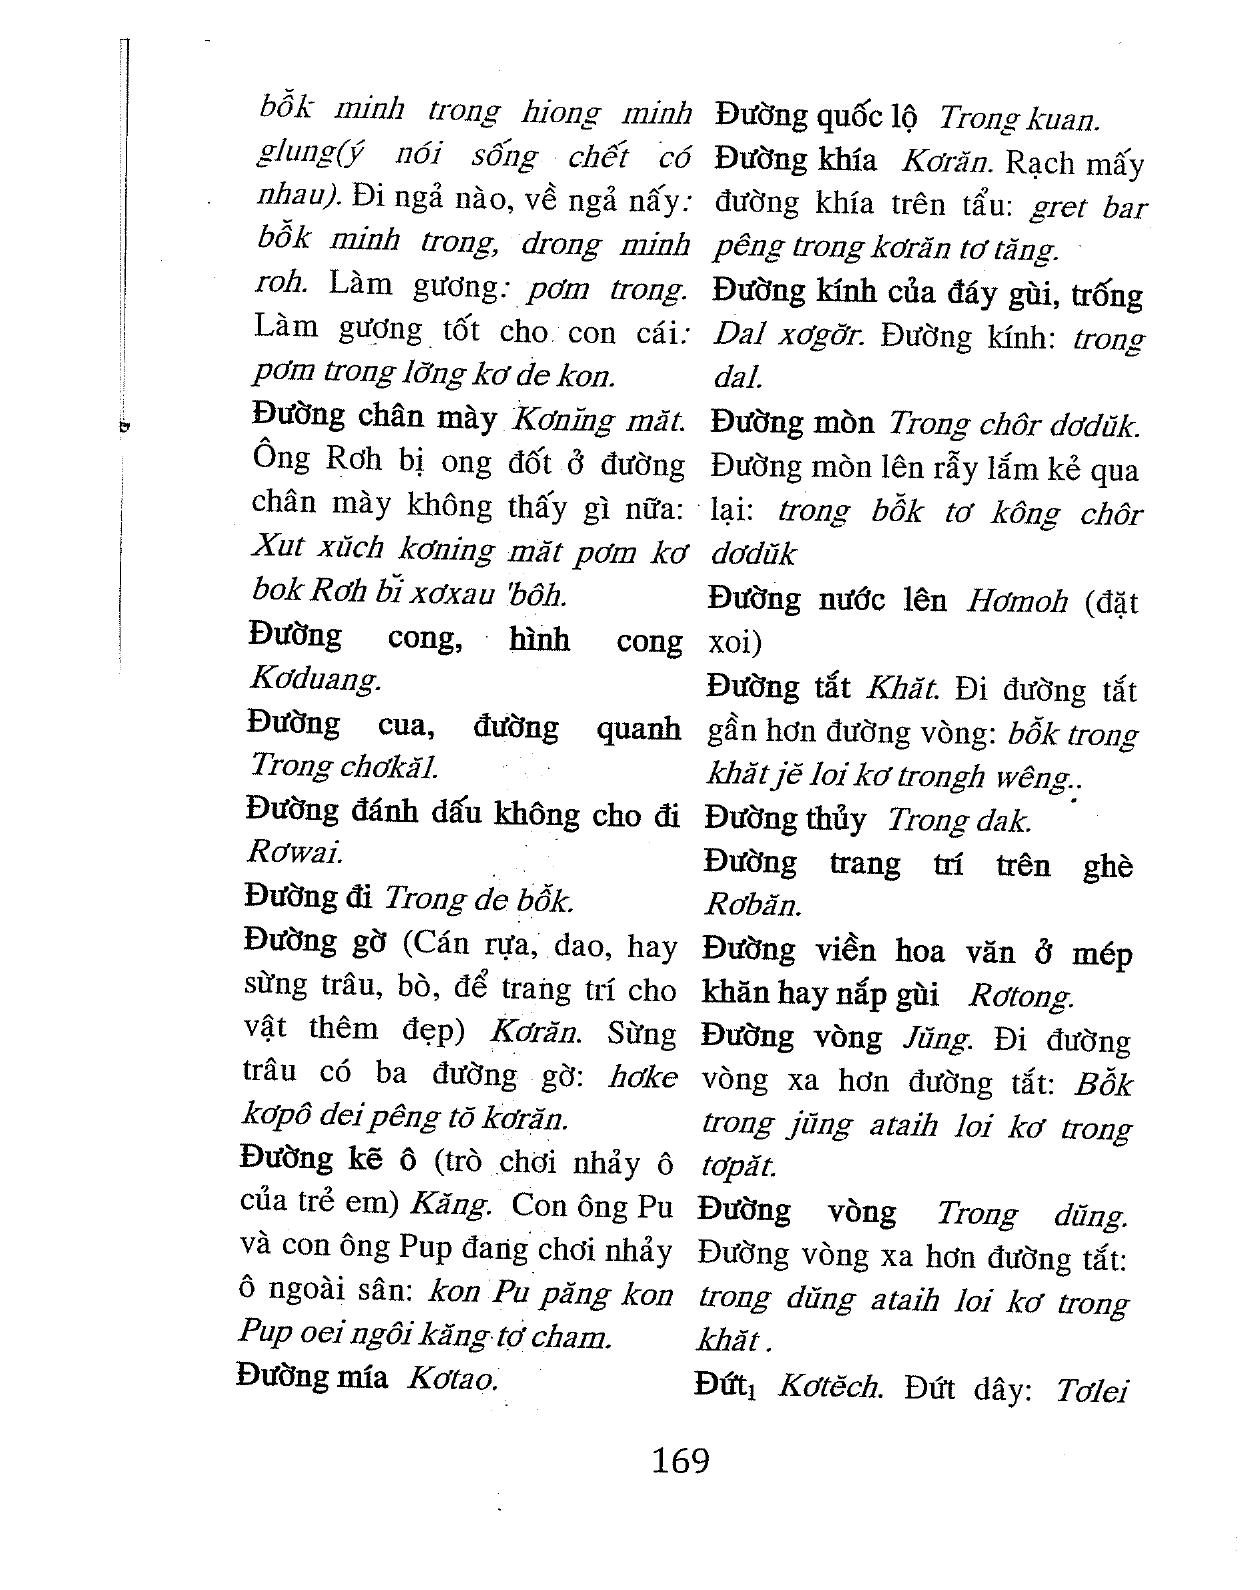 bỗk minh trong hiong minh
glung(ý nói sống chết có
nhau). Đi ngả nào, về ngả nấy:
bỗk minh trong, drong minh
roh. Làm gương: pơm trong.
Làm gương tốt cho con cái:
pơm trong lỡng kơ de kon.
Đường chân mày Kơnĭng măt.
Ông Rơh bị ong đốt ở đường
chân mày không thấy gì nữa:
Xut xŭch kơning măt pơm kơ
bok Rơh bĭ xơxau 'bôh.
Đường cong, hình cong
Kơduang.
Đường cua, đường quanh
Trong chơkăl.
Đường đánh dấu không cho đi
Rơwai.
Đường đi Trong de bỗk.
Đường gờ (Cán rựa, dao, hay
sừng trâu, bò, để trang trí cho
vật thêm đẹp) Kơrăn. Sừng
trâu có ba đường gờ: hơke
kơpô dei pêng tŏ kơrăn.
Đường kẽ ô (trò chơi nhảy ô
của trẻ em) Kăng. Con ông Pu
và con ông Pup đang chơi nhảy
ô ngoài sân: kon Pu păng kon
Pup oei ngôi kăng tơ cham.
Đường mía Kơtao.
Đường quốc lộ Trong kuan.
Đường khía Kơrăn. Rạch mấy
đường khía trên tẩu: gret bar
pêng trong kơrăn tơ tăng.
Đường kính của đáy gùi, trống
Dal xơgỡr. Đường kính: trong
dal.
Đường mòn Trong chôr dơdŭk.
Đường mòn lên rẫy lắm kẻ qua
lại: trong bỗk tơ kông chôr
dơdŭk
Đường nước lên Hơmoh (đặt
xoi)
Đường tắt Khăt. Đi đường tắt
gần hơn đường vòng: bỗk trong
khăt jĕ loi kơ trongh wêng..
Đường thủy Trong dak.
Đường trang trí trên ghè
Rơbăn.
Đường viền hoa văn ở mép
khăn hay nắp gùi Rơtong.
Đường vòng Jŭng. Đi đường
vòng xa hơn đường tắt: Bỗk
trong jŭng ataih loi kơ trong
tơpăt.
Đường vòng Trong dŭng.
Đường vòng xa hơn đường tắt:
trong dŭng ataih loi kơ trong
khăt .
Đứt₁ Kơtĕch. Đứt dây: Tơlei
169